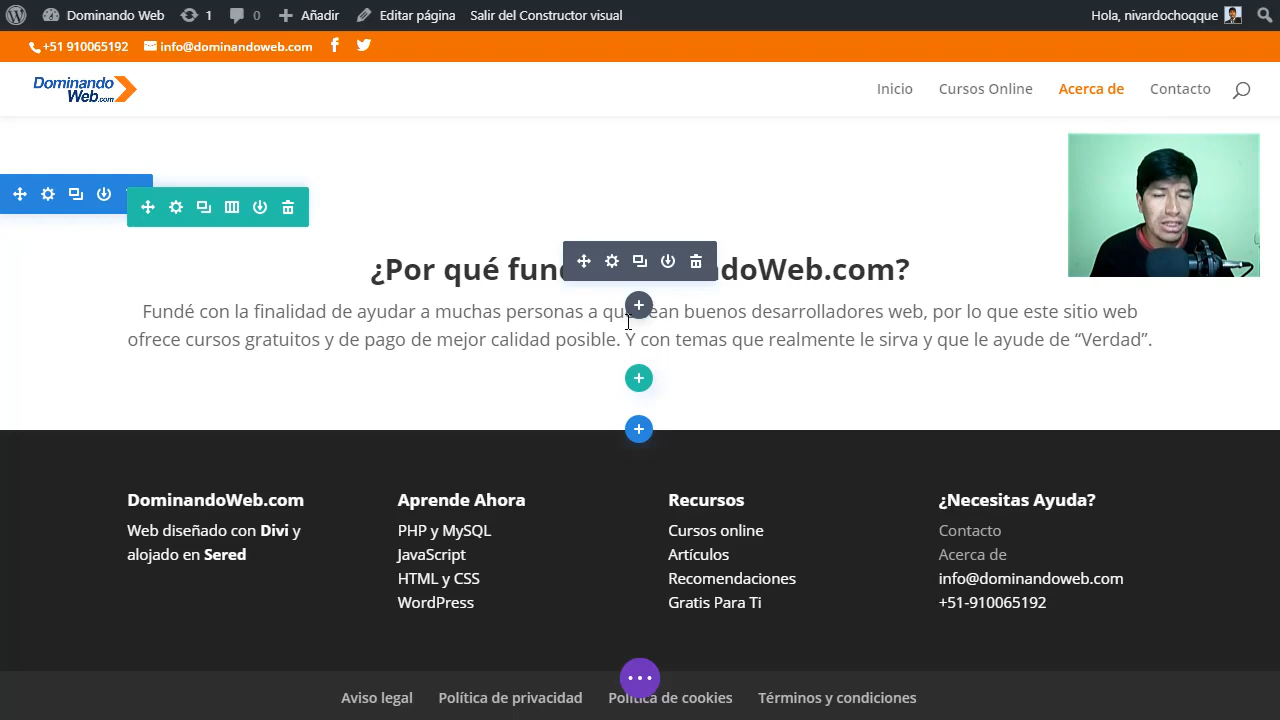 Dominando Web 1 0 Añadir Editar página Salir del Constructor visual Hola, nivardochoqque
+51 910065192 info@dominandoweb.com
Dominando
Web.com
Inicio Cursos Online Acerca de Contacto
¿Por qué fun doWeb.com?
Fundé con la finalidad de ayudar a muchas personas a que sean buenos desarrolladores web, por lo que este sitio web
ofrece cursos gratuitos y de pago de mejor calidad posible. Y con temas que realmente le sirva y que le ayude de “Verdad”.
DominandoWeb.com
Web diseñado con Divi y
alojado en Sered
Aprende Ahora
PHP y MySQL
JavaScript
HTML y CSS
WordPress
Recursos
Cursos online
Artículos
Recomendaciones
Gratis Para Ti
¿Necesitas Ayuda?
Contacto
Acerca de
info@dominandoweb.com
+51-910065192
Aviso legal Política de privacidad Política de cookies Términos y condiciones